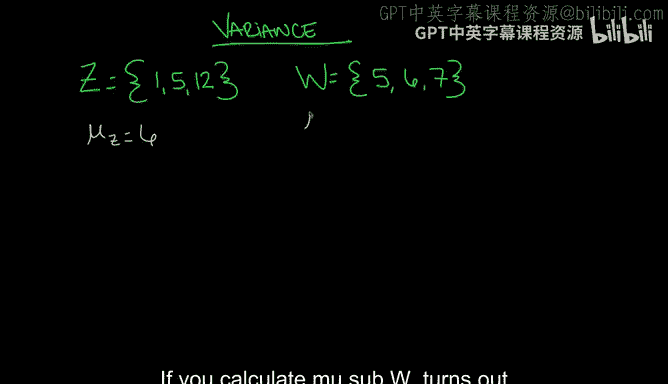 GPT中英字幕课程资源@bilibili.com
VARIANCE
GPT中英字幕课程资源 bilibili
Z = {1, 5, 12} W = {5, 6, 7}
μz = 6
If you calculate mu sub W, turns out